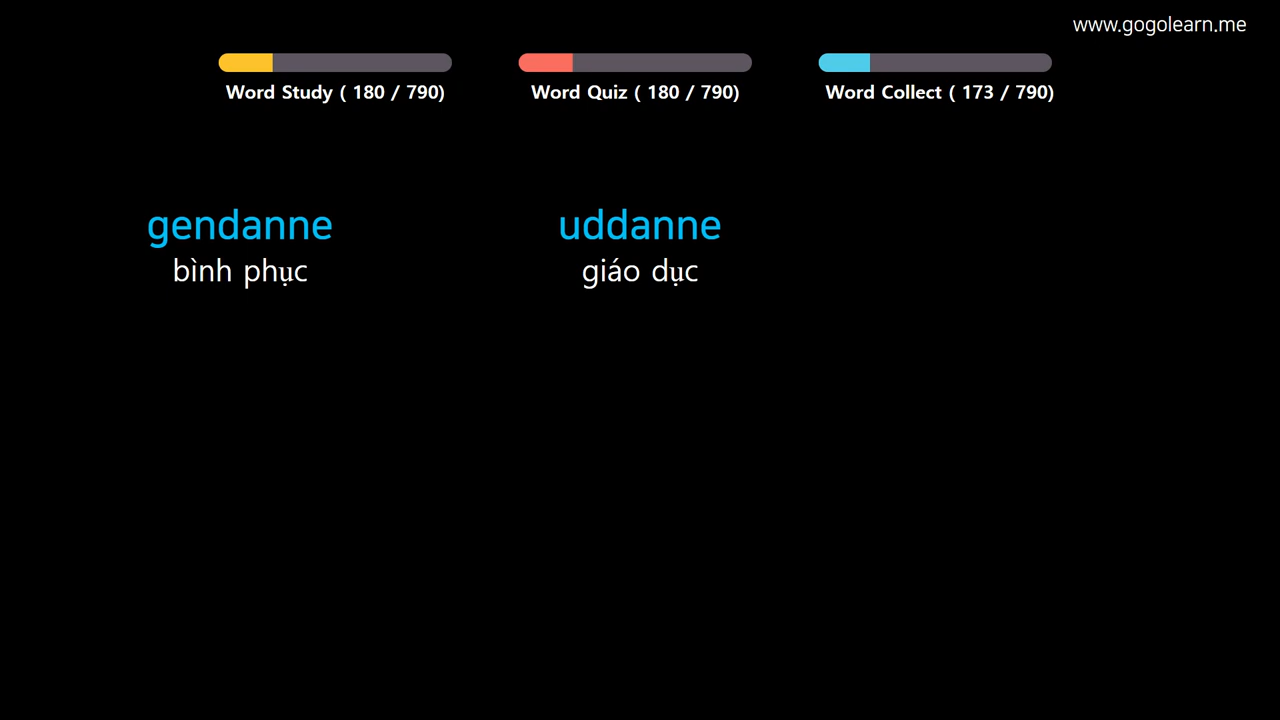 www.gogolearn.me
Word Study ( 180 / 790)
Word Quiz ( 180 / 790)
Word Collect ( 173 / 790)
gendanne
bình phục
uddanne
giáo dục